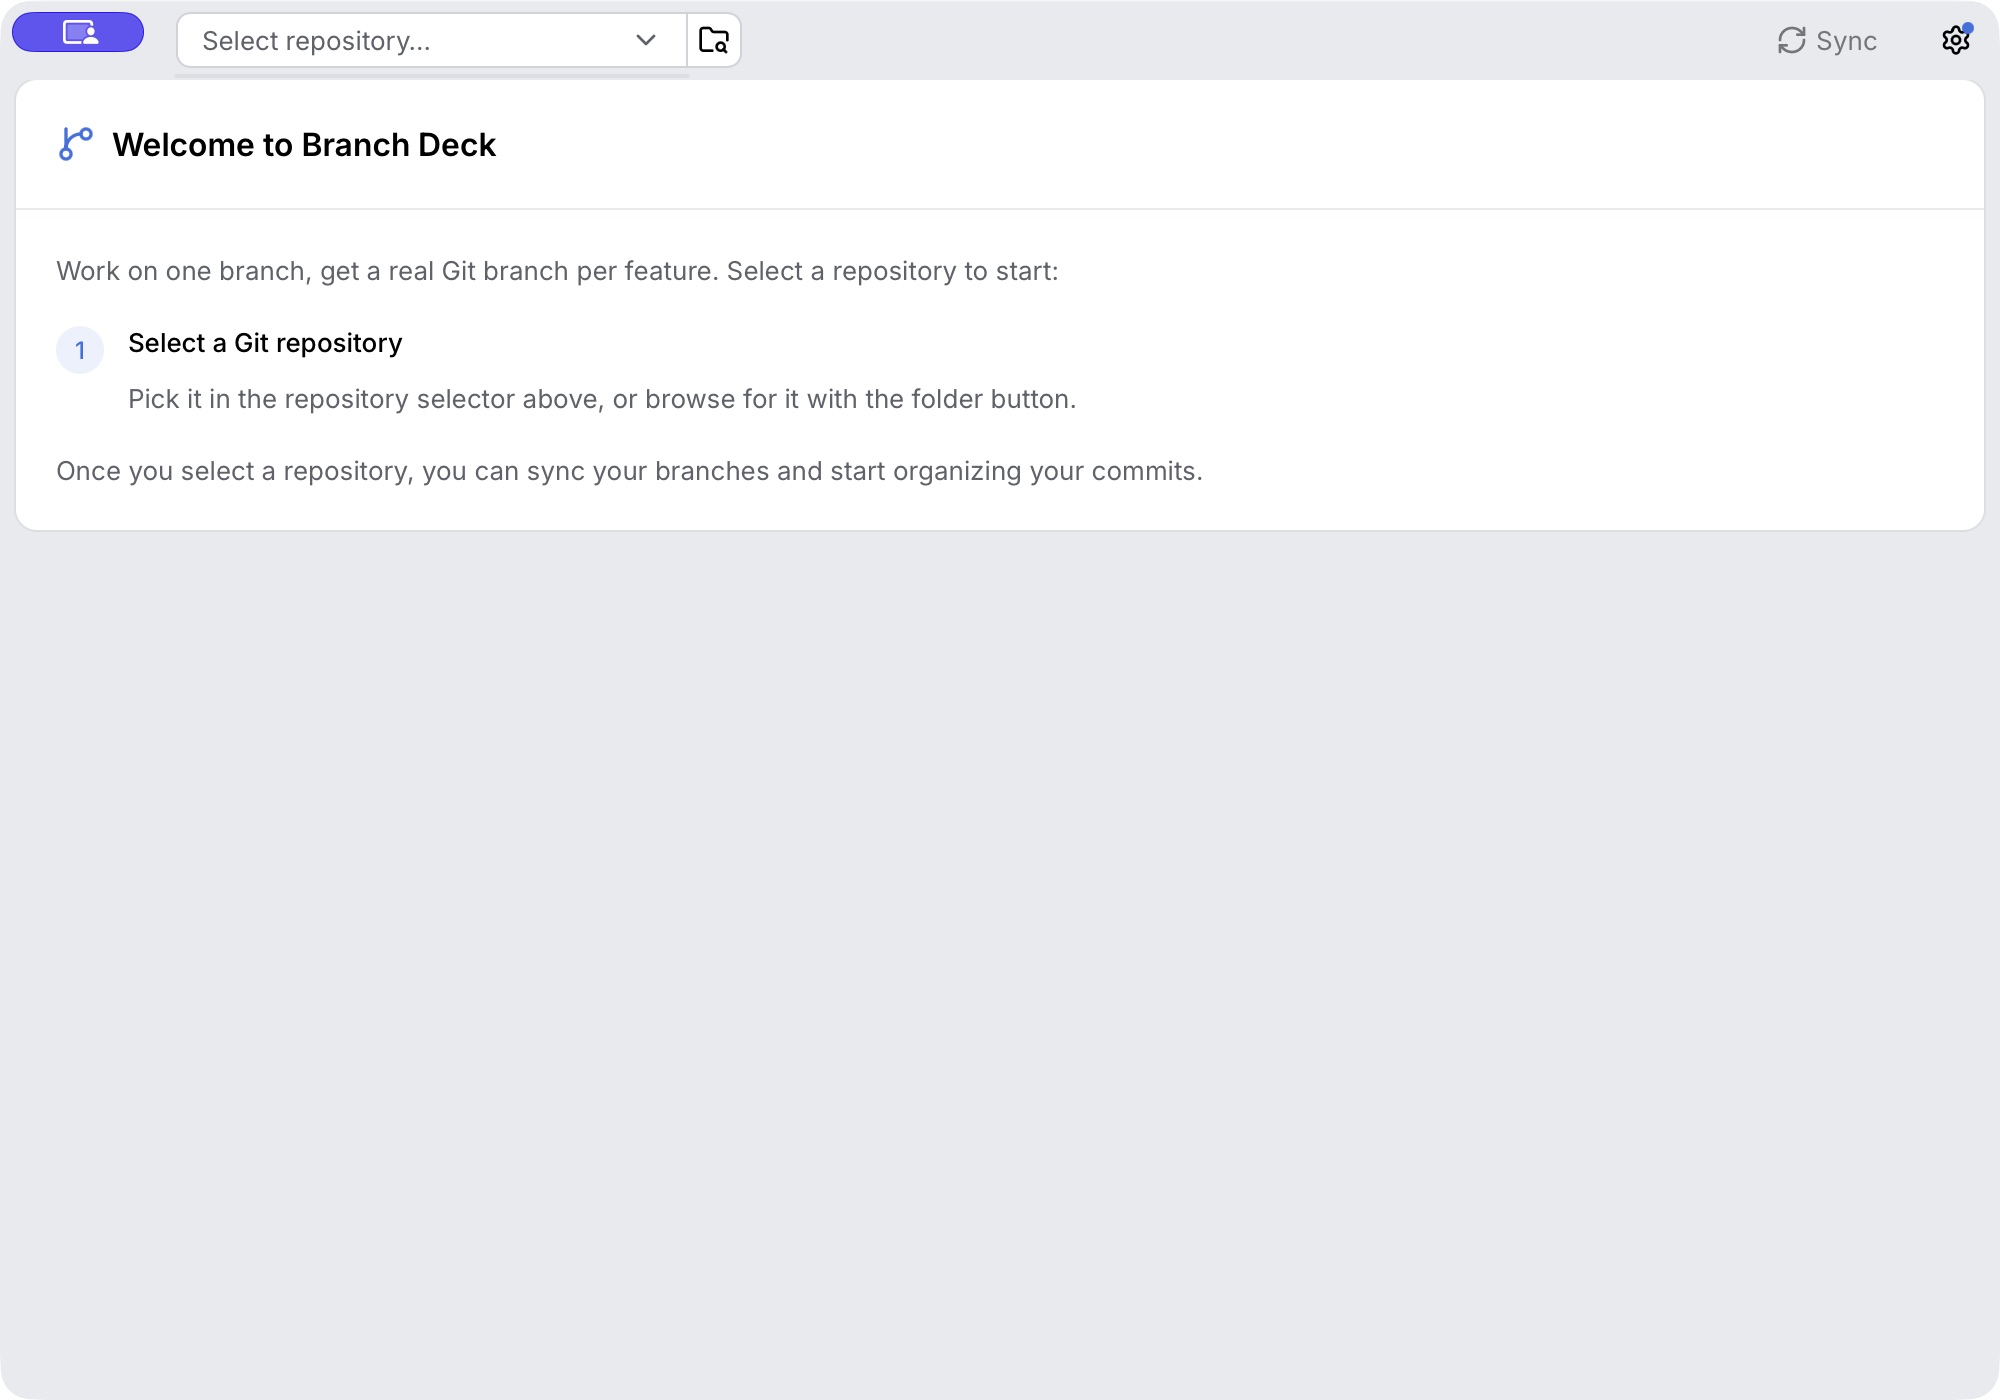 Select repository...
Sync
Welcome to Branch Deck
Work on one branch, get a real Git branch per feature. Select a repository to start:
1
Select a Git repository
Pick it in the repository selector above, or browse for it with the folder button.
Once you select a repository, you can sync your branches and start organizing your commits.